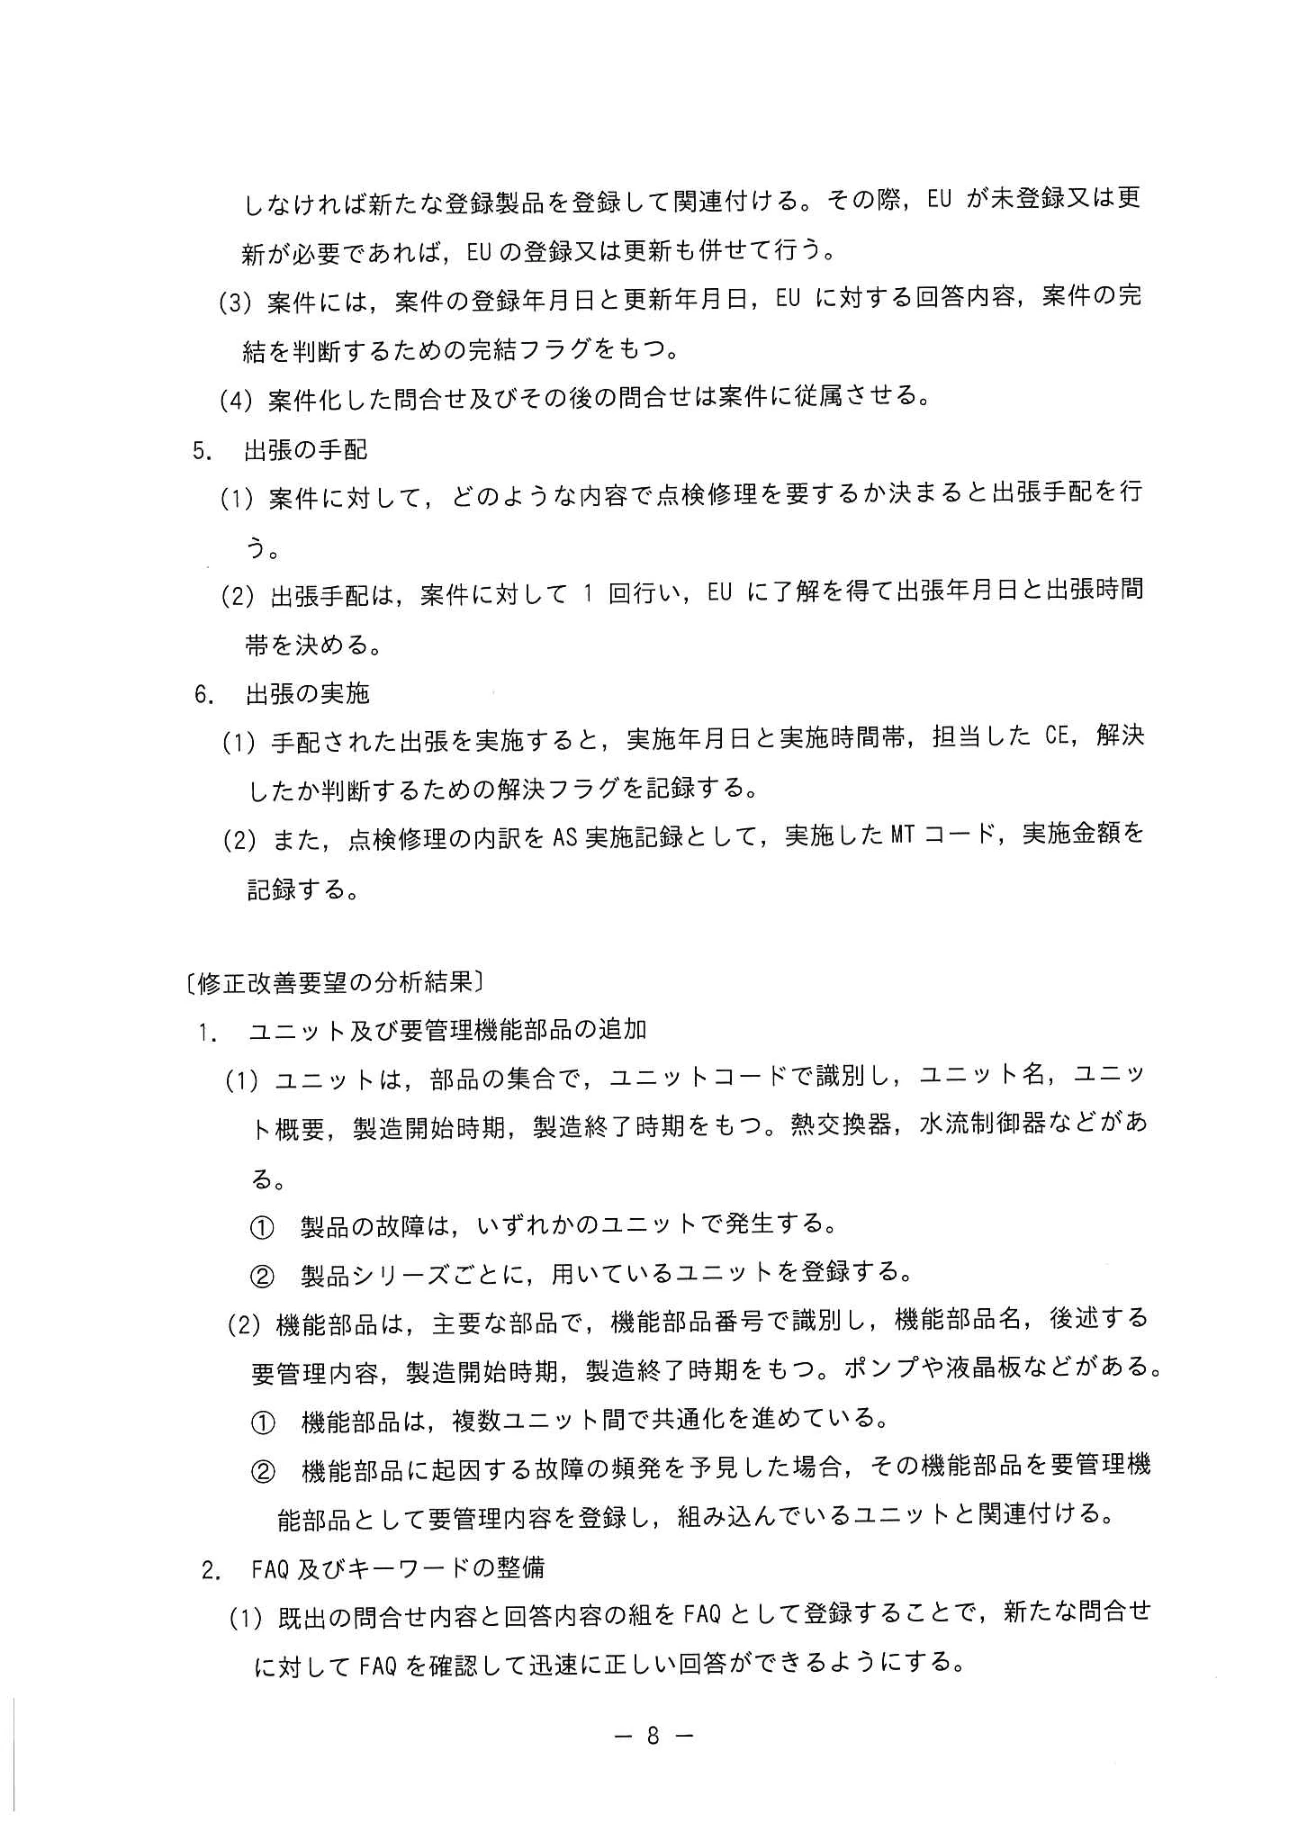 しなければ新たな登録製品を登録して関連付ける。その際，EU が未登録又は更
新が必要であれば，EU の登録又は更新も併せて行う。
(3) 案件には，案件の登録年月日と更新年月日，EU に対する回答内容，案件の完
結を判断するための完結フラグをもつ。
(4) 案件化した問合せ及びその後の問合せは案件に従属させる。
5． 出張の手配
(1) 案件に対して，どのような内容で点検修理を要するか決まると出張手配を行
う。
(2) 出張手配は，案件に対して 1 回行い，EU に了解を得て出張年月日と出張時間
帯を決める。
6． 出張の実施
(1) 手配された出張を実施すると，実施年月日と実施時間帯，担当した CE，解決
したか判断するための解決フラグを記録する。
(2) また，点検修理の内訳を AS 実施記録として，実施した MT コード，実施金額を
記録する。
〔修正改善要望の分析結果〕
1． ユニット及び要管理機能部品の追加
(1) ユニットは，部品の集合で，ユニットコードで識別し，ユニット名，ユニッ
ト概要，製造開始時期，製造終了時期をもつ。熱交換器，水流制御器などがあ
る。
① 製品の故障は，いずれかのユニットで発生する。
② 製品シリーズごとに，用いているユニットを登録する。
(2) 機能部品は，主要な部品で，機能部品番号で識別し，機能部品名，後述する
要管理内容，製造開始時期，製造終了時期をもつ。ポンプや液晶板などがある。
① 機能部品は，複数ユニット間で共通化を進めている。
② 機能部品に起因する故障の頻発を予見した場合，その機能部品を要管理機
能部品として要管理内容を登録し，組み込んでいるユニットと関連付ける。
2． FAQ 及びキーワードの整備
(1) 既出の問合せ内容と回答内容の組を FAQ として登録することで，新たな問合せ
に対して FAQ を確認して迅速に正しい回答ができるようにする。
－ 8 －